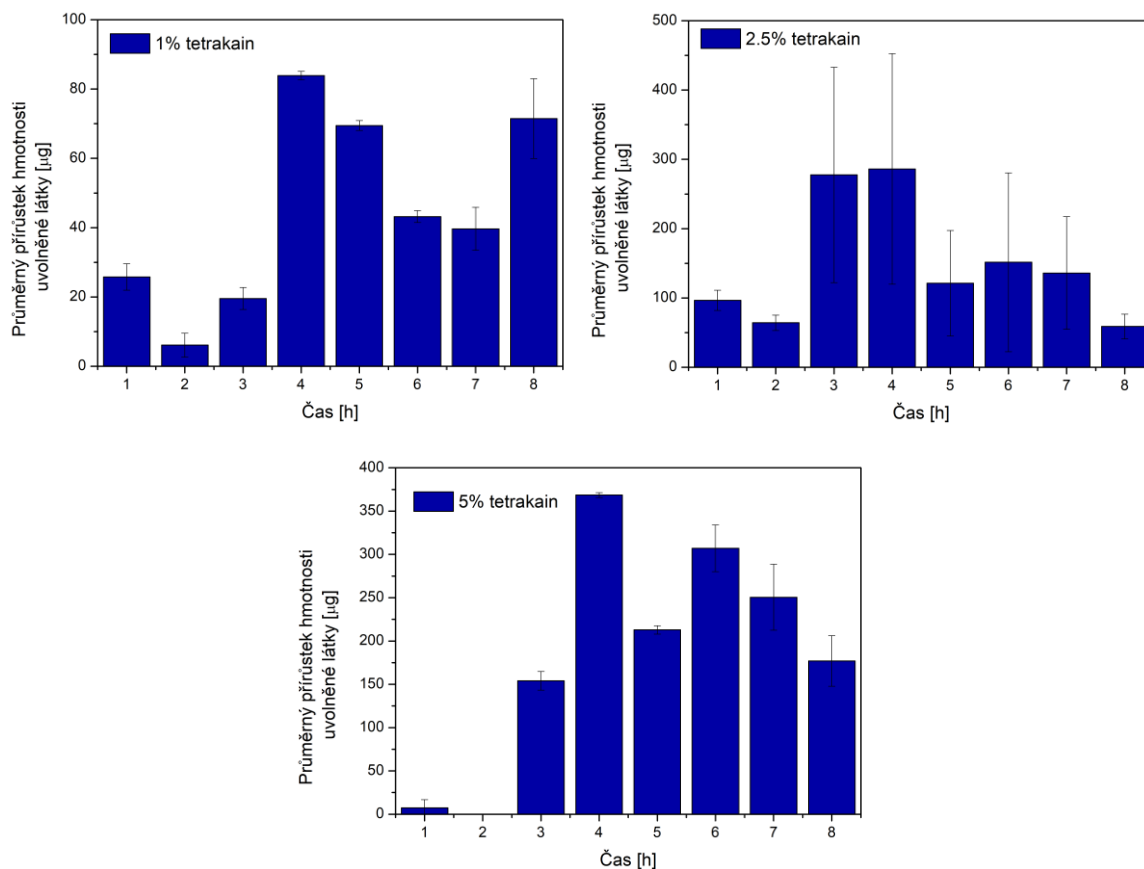 1% tetrakain
Průměrný přírůstek hmotnosti
uvolněné látky [µg]
100
80
60
40
20
0
1 2 3 4 5 6 7 8
Čas [h]
2.5% tetrakain
Průměrný přírůstek hmotnosti
uvolněné látky [µg]
500
400
300
200
100
0
1 2 3 4 5 6 7 8
Čas [h]
5% tetrakain
Průměrný přírůstek hmotnosti
uvolněné látky [µg]
400
350
300
250
200
150
100
50
0
1 2 3 4 5 6 7 8
Čas [h]